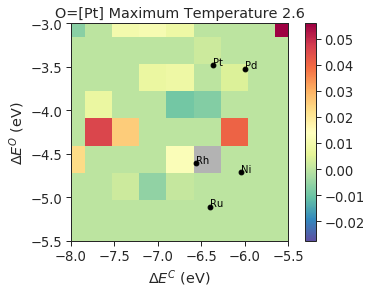 O=[Pt] Maximum Temperature 2.6
−3.0
−3.5
−4.0
−4.5
−5.0
−5.5
ΔE^O (eV)
Pt
Pd
Rh
Ni
Ru
−8.0 −7.5 −7.0 −6.5 −6.0 −5.5
ΔE^C (eV)
0.05
0.04
0.03
0.02
0.01
0.00
−0.01
−0.02